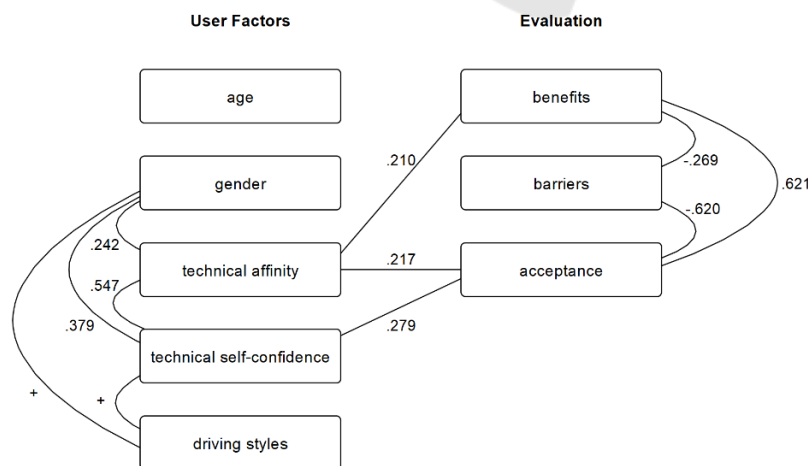 User Factors
Evaluation
age
benefits
.210
-.269
gender
barriers
.621
-.620
.242
technical affinity
.217
acceptance
.547
.379
.279
technical self-confidence
+
+
driving styles